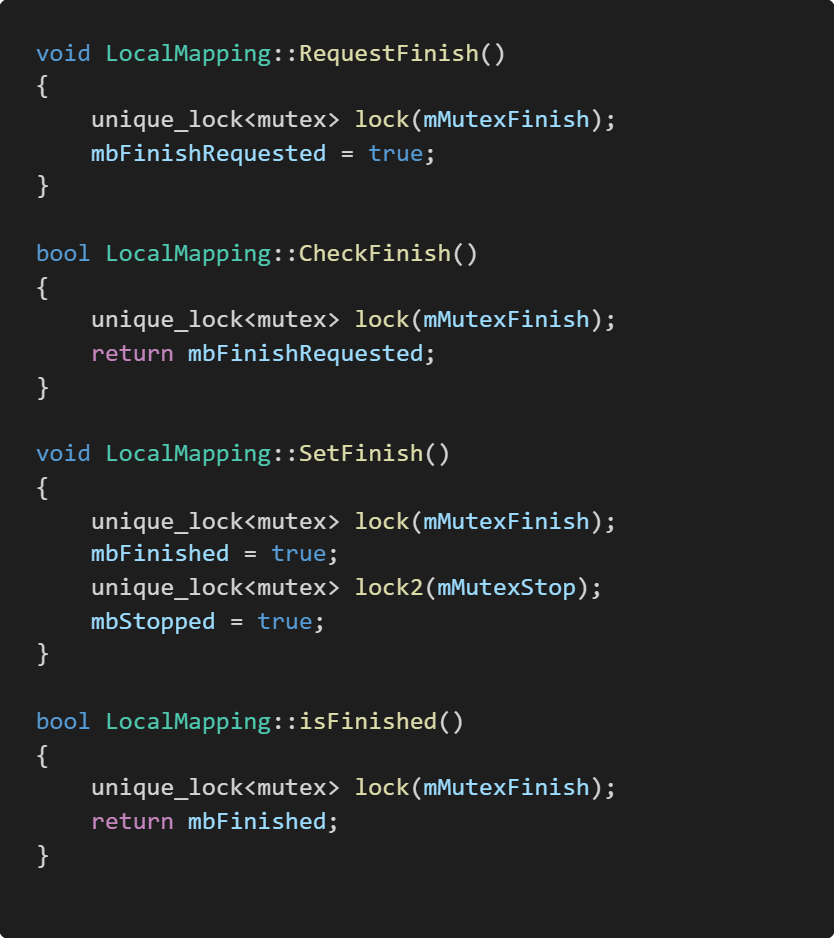 void LocalMapping::RequestFinish()
{
    unique_lock<mutex> lock(mMutexFinish);
    mbFinishRequested = true;
}

bool LocalMapping::CheckFinish()
{
    unique_lock<mutex> lock(mMutexFinish);
    return mbFinishRequested;
}

void LocalMapping::SetFinish()
{
    unique_lock<mutex> lock(mMutexFinish);
    mbFinished = true;
    unique_lock<mutex> lock2(mMutexStop);
    mbStopped = true;
}

bool LocalMapping::isFinished()
{
    unique_lock<mutex> lock(mMutexFinish);
    return mbFinished;
}